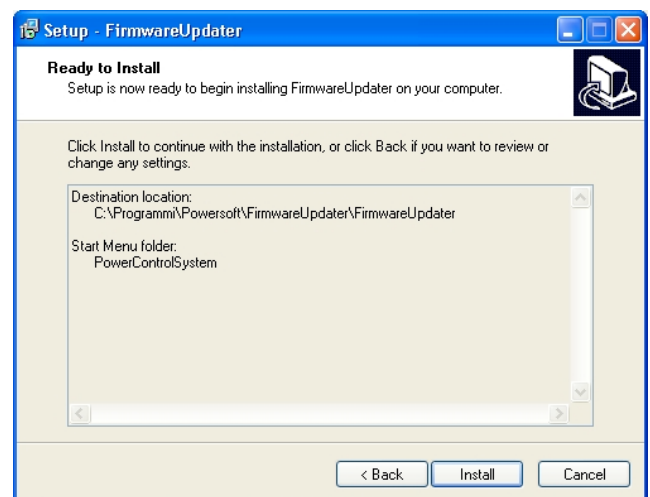 Setup - FirmwareUpdater
Ready to Install
Setup is now ready to begin installing FirmwareUpdater on your computer.
Click Install to continue with the installation, or click Back if you want to review or
change any settings.
Destination location:
C:\Programmi\Powersoft\FirmwareUpdater\FirmwareUpdater
Start Menu folder:
PowerControlSystem
< Back
Install
Cancel